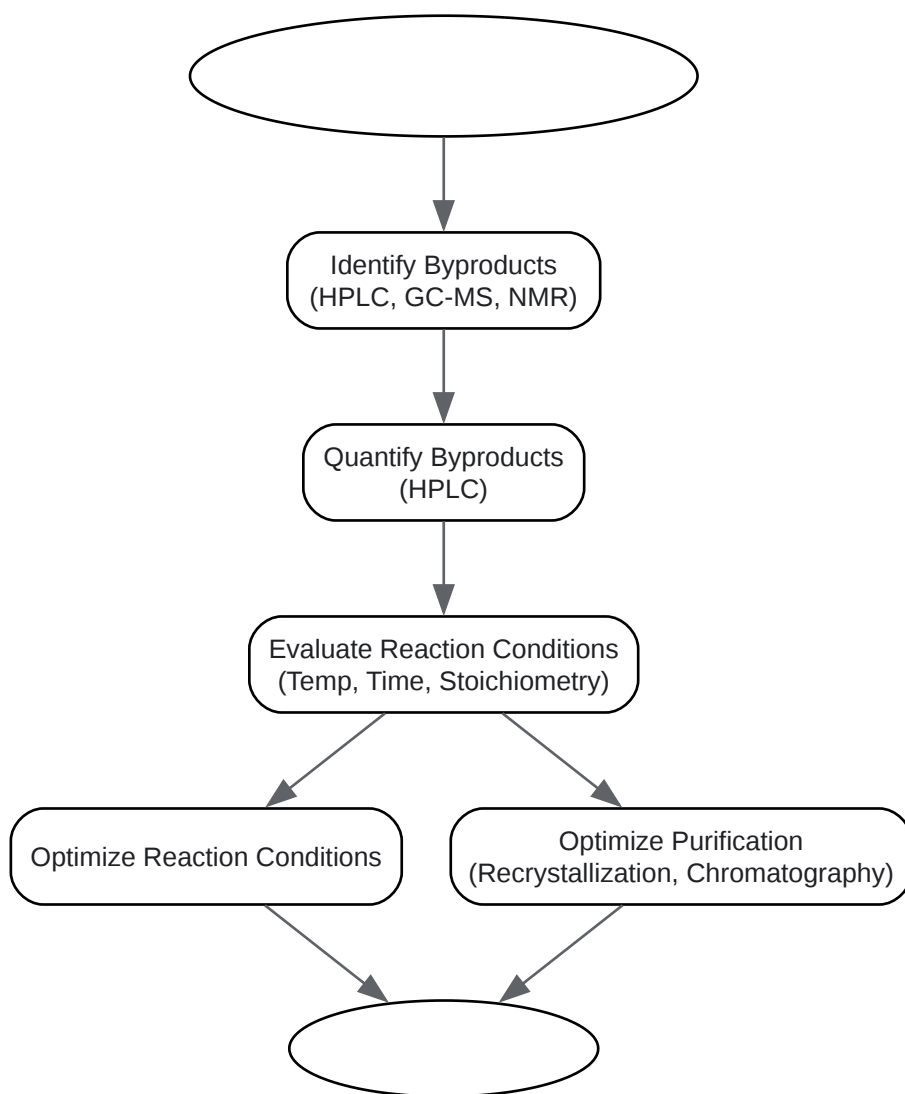 Identify Byproducts
(HPLC, GC-MS, NMR)
Quantify Byproducts
(HPLC)
Evaluate Reaction Conditions
(Temp, Time, Stoichiometry)
Optimize Reaction Conditions
Optimize Purification
(Recrystallization, Chromatography)